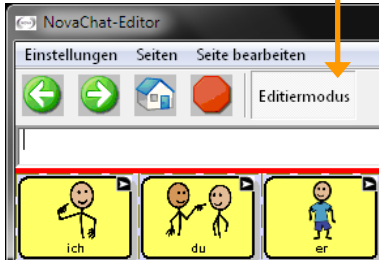 NovaChat-Editor
Einstellungen Seiten Seite bearbeiten
Editiermodus
ich du er